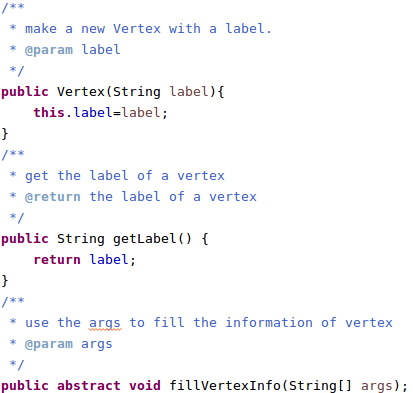 /**
 * make a new Vertex with a label.
 * @param label
 */
public Vertex(String label){
    this.label=label;
}
/**
 * get the label of a vertex
 * @return the label of a vertex
 */
public String getLabel() {
    return label;
}
/**
 * use the args to fill the information of vertex
 * @param args
 */
public abstract void fillVertexInfo(String[] args);